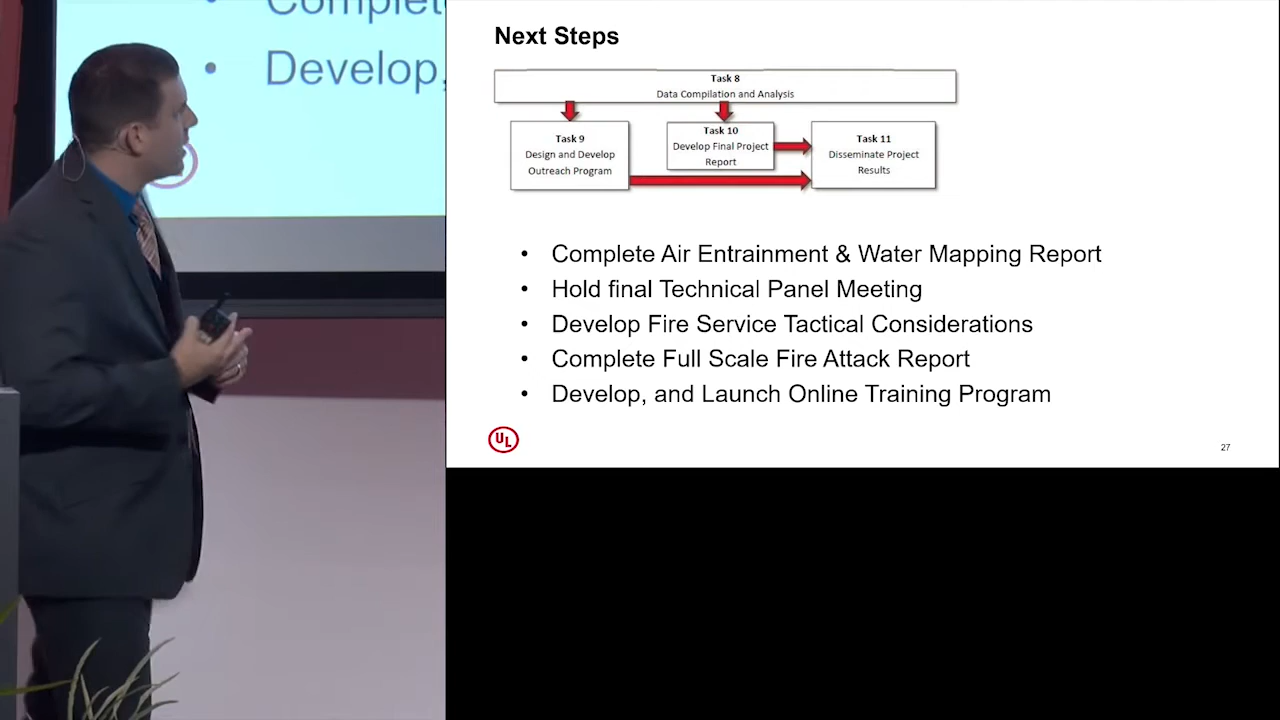 Complet
• Develop,
Next Steps
Task 8
Data Compilation and Analysis
Task 9
Design and Develop
Outreach Program
Task 10
Develop Final Project
Report
Task 11
Disseminate Project
Results
• Complete Air Entrainment & Water Mapping Report
• Hold final Technical Panel Meeting
• Develop Fire Service Tactical Considerations
• Complete Full Scale Fire Attack Report
• Develop, and Launch Online Training Program
UL
27